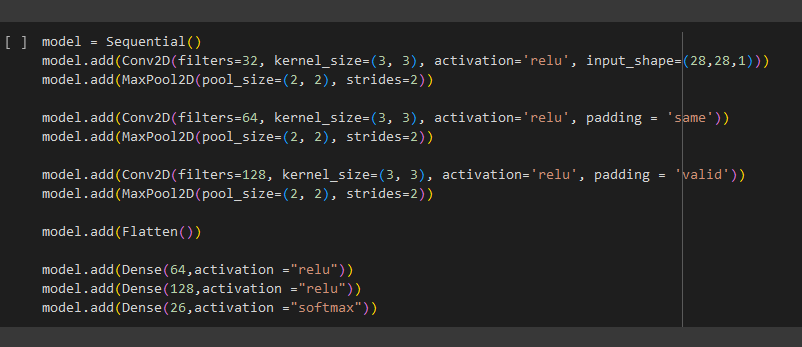 [ ] model = Sequential()
model.add(Conv2D(filters=32, kernel_size=(3, 3), activation='relu', input_shape=(28,28,1)))
model.add(MaxPool2D(pool_size=(2, 2), strides=2))
model.add(Conv2D(filters=64, kernel_size=(3, 3), activation='relu', padding = 'same'))
model.add(MaxPool2D(pool_size=(2, 2), strides=2))
model.add(Conv2D(filters=128, kernel_size=(3, 3), activation='relu', padding = 'valid'))
model.add(MaxPool2D(pool_size=(2, 2), strides=2))
model.add(Flatten())
model.add(Dense(64,activation ="relu"))
model.add(Dense(128,activation ="relu"))
model.add(Dense(26,activation ="softmax"))